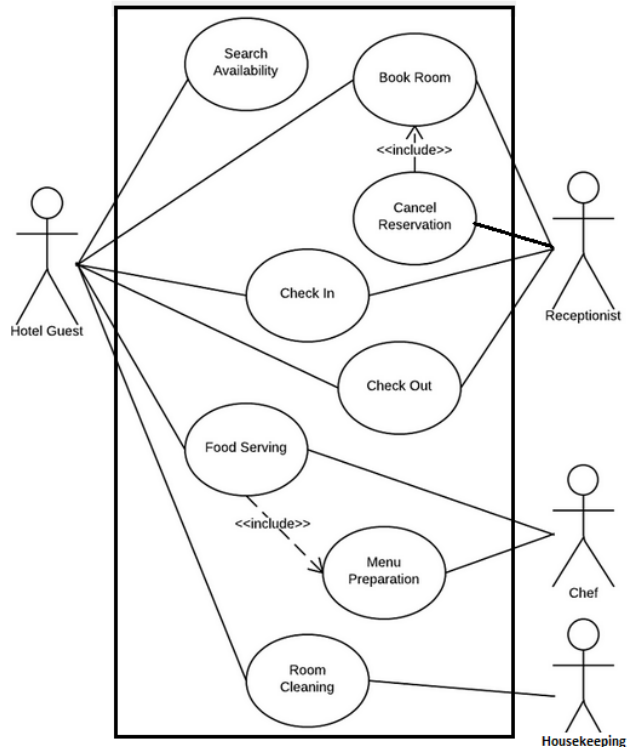 Search
Availability
Book Room
<<include>>
Cancel
Reservation
Check In
Hotel Guest
Receptionist
Check Out
Food Serving
<<include>>
Menu
Preparation
Chef
Room
Cleaning
Housekeeping